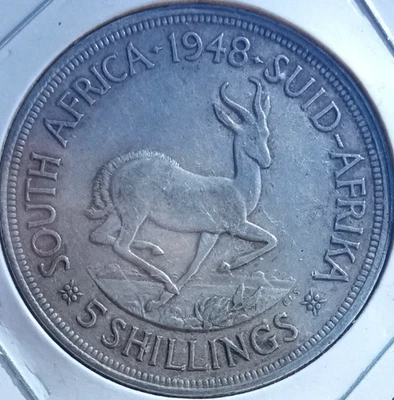 SOUTH AFRICA · 1948 · SUID-AFRIKA
5 SHILLINGS